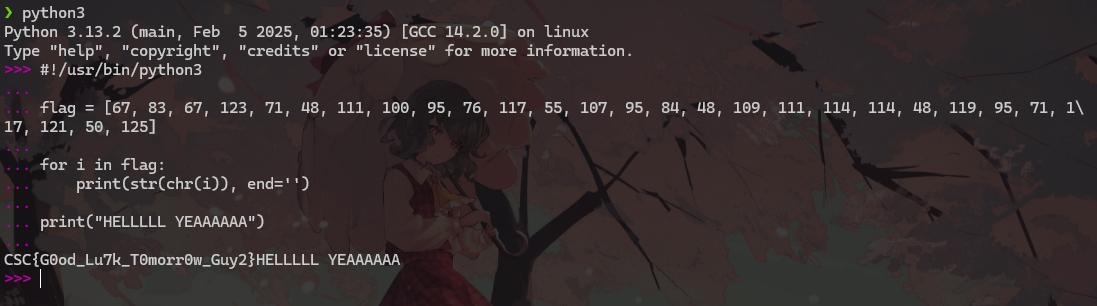 ❯ python3
Python 3.13.2 (main, Feb  5 2025, 01:23:35) [GCC 14.2.0] on linux
Type "help", "copyright", "credits" or "license" for more information.
>>> #!/usr/bin/python3
...
... flag = [67, 83, 67, 123, 71, 48, 111, 100, 95, 76, 117, 55, 107, 95, 84, 48, 109, 111, 114, 114, 48, 119, 95, 71, 1\
17, 121, 50, 125]
...
... for i in flag:
...     print(str(chr(i)), end='')
...
... print("HELLLLL YEAAAAAA")
...
CSC{G0od_Lu7k_T0morr0w_Guy2}HELLLLL YEAAAAAA
>>>